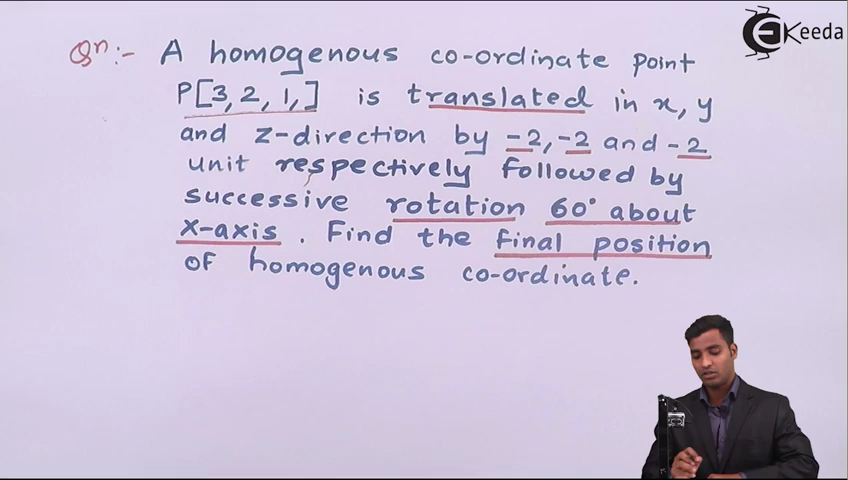 Qn:- A homogenous co-ordinate point
P[3, 2, 1,] is translated in x, y
and z-direction by -2, -2 and -2
unit respectively followed by
successive rotation 60° about
x-axis. Find the final position
of homogenous co-ordinate.
EKeeda